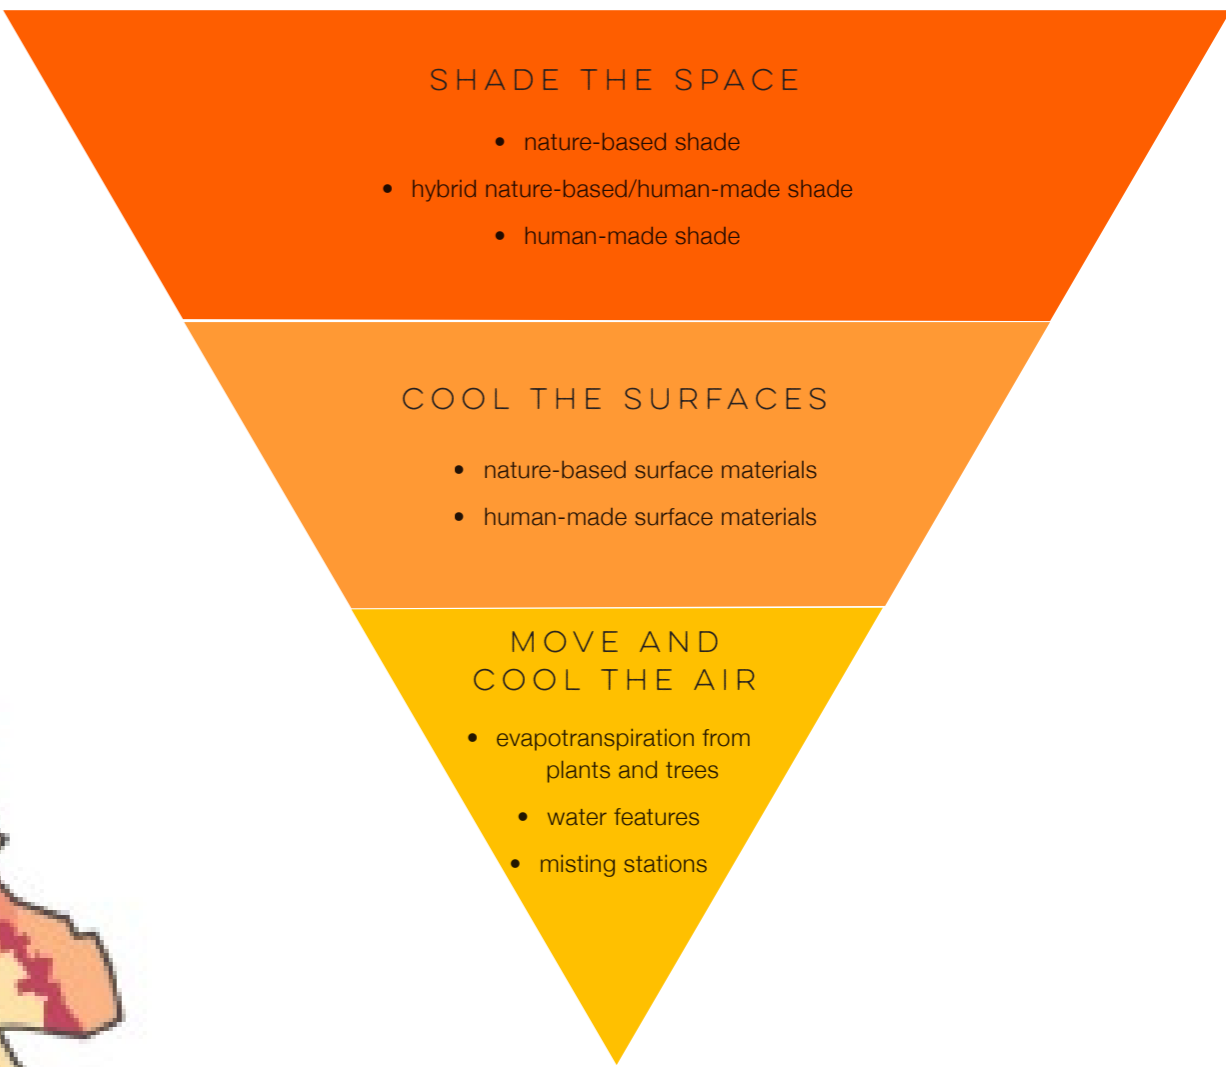 SHADE THE SPACE
• nature-based shade
• hybrid nature-based/human-made shade
• human-made shade
COOL THE SURFACES
• nature-based surface materials
• human-made surface materials
MOVE AND
COOL THE AIR
• evapotranspiration from
plants and trees
• water features
• misting stations